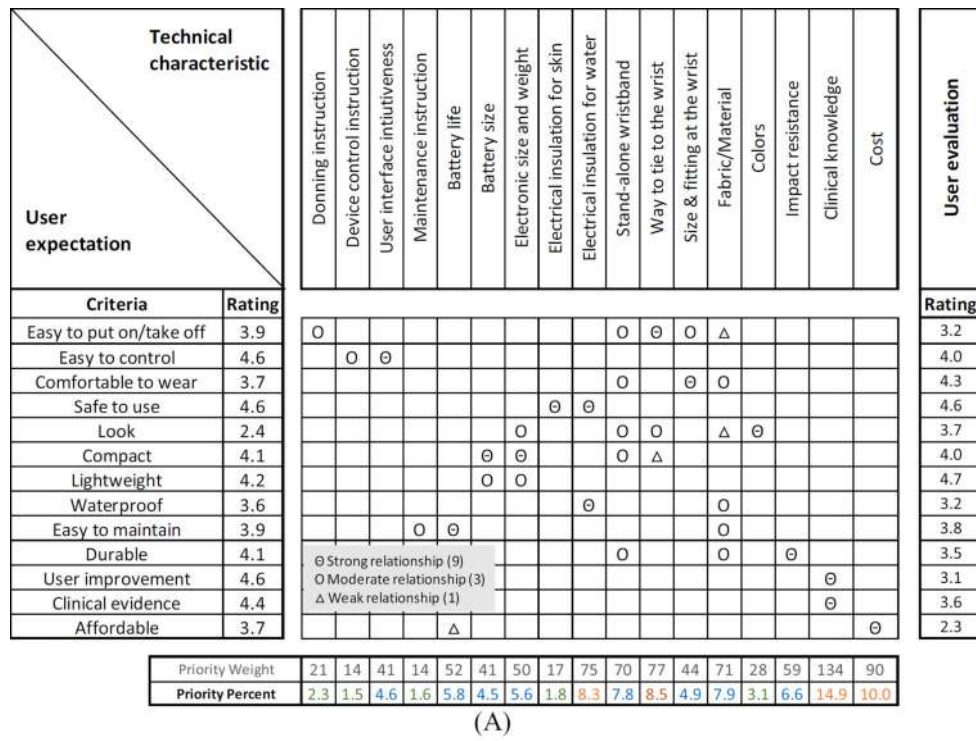 Technical
characteristic
User
expectation
Donning instruction
Device control instruction
User interface intiutiveness
Maintenance instruction
Battery life
Battery size
Electronic size and weight
Electrical insulation for skin
Electrical insulation for water
Stand-alone wristband
Way to tie to the wrist
Size & fitting at the wrist
Fabric/Material
Colors
Impact resistance
Clinical knowledge
Cost
User evaluation
Criteria Rating Rating
Easy to put on/take off 3.9 O O Θ O Δ 3.2
Easy to control 4.6 O Θ 4.0
Comfortable to wear 3.7 O Θ O 4.3
Safe to use 4.6 Θ Θ 4.6
Look 2.4 O O O Δ Θ 3.7
Compact 4.1 Θ Θ O Δ 4.0
Lightweight 4.2 O O 4.7
Waterproof 3.6 Θ O 3.2
Easy to maintain 3.9 O Θ O 3.8
Durable 4.1 O O Θ 3.5
User improvement 4.6 Θ 3.1
Clinical evidence 4.4 Θ 3.6
Affordable 3.7 Δ Θ 2.3
Θ Strong relationship (9)
O Moderate relationship (3)
Δ Weak relationship (1)
Priority Weight 21 14 41 14 52 41 50 17 75 70 77 44 71 28 59 134 90
Priority Percent 2.3 1.5 4.6 1.6 5.8 4.5 5.6 1.8 8.3 7.8 8.5 4.9 7.9 3.1 6.6 14.9 10.0
(A)